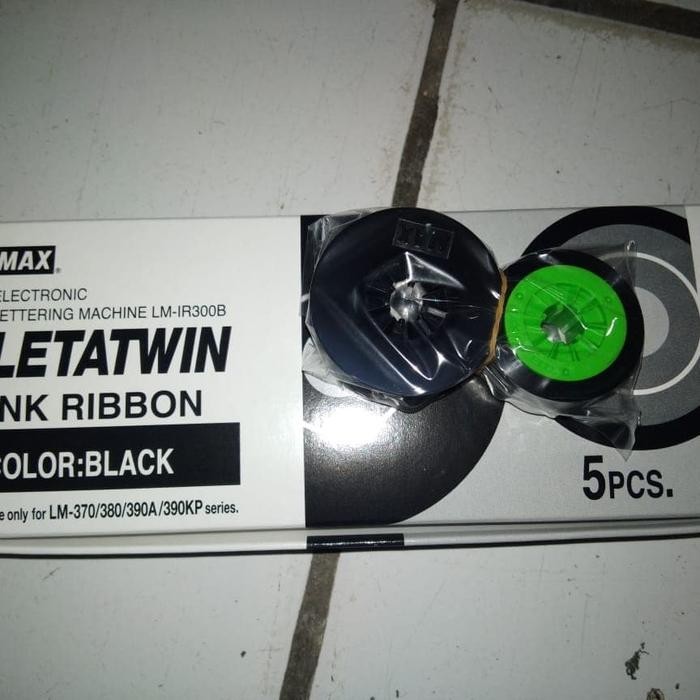 MAX
ELECTRONIC
ETTERING MACHINE LM-IR300B
LETATWIN
NK RIBBON
COLOR:BLACK
e only for LM-370/380/390A/390KP series.
5PCS.